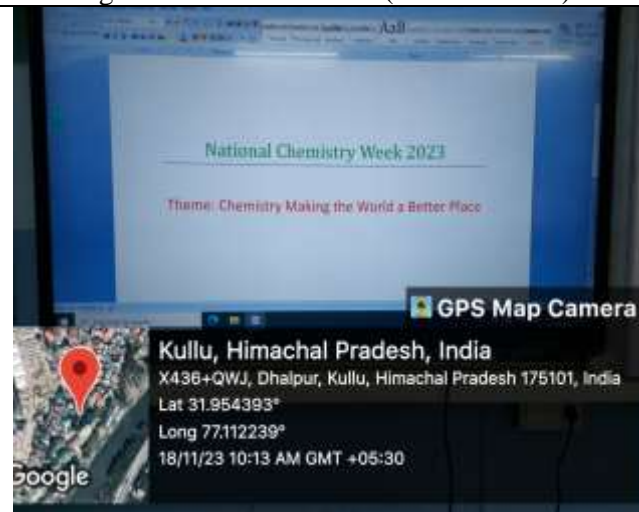 National Chemistry Week 2023
Theme: Chemistry Making the World a Better Place
GPS Map Camera
Kullu, Himachal Pradesh, India
X436+QWJ, Dhalpur, Kullu, Himachal Pradesh 175101, India
Lat 31.954393°
Long 77.112239°
18/11/23 10:13 AM GMT +05:30
Google